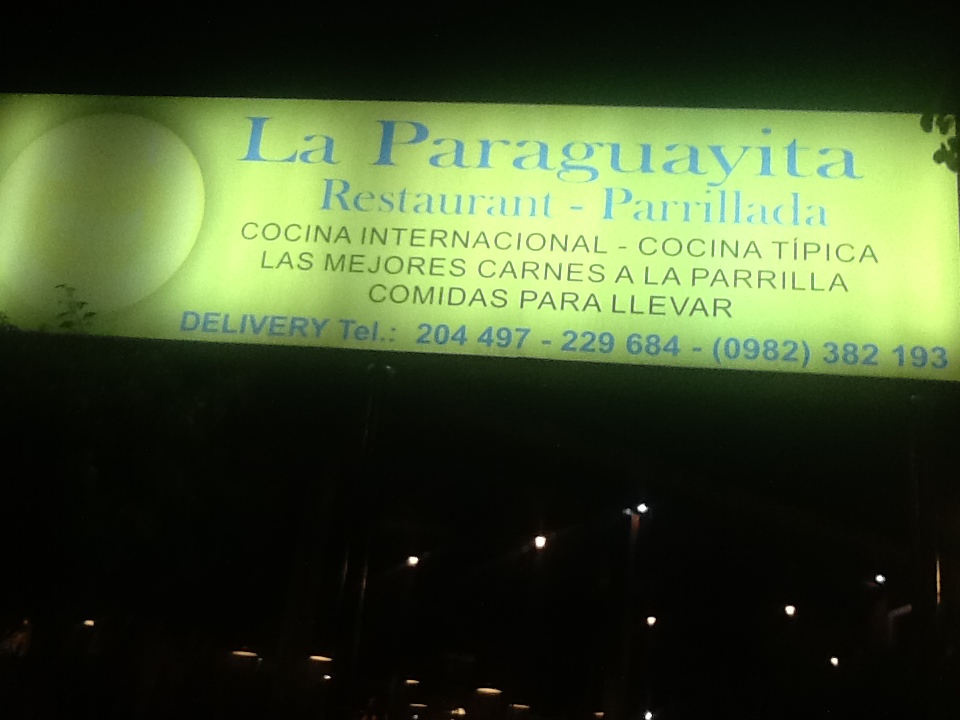 La Paraguayita
Restaurant - Parrillada
COCINA INTERNACIONAL - COCINA TÍPICA
LAS MEJORES CARNES A LA PARRILLA
COMIDAS PARA LLEVAR
DELIVERY Tel.: 204 497 - 229 684 - (0982) 382 193